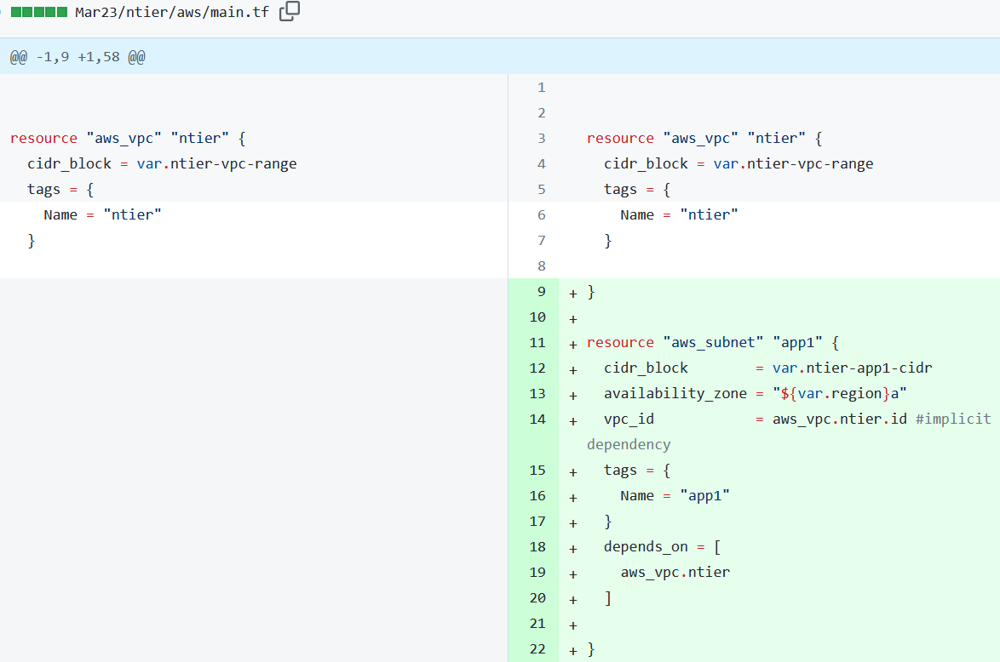 Mar23/ntier/aws/main.tf
@@ -1,9 +1,58 @@
resource "aws_vpc" "ntier" {
  cidr_block = var.ntier-vpc-range
  tags = {
    Name = "ntier"
  }
1
2
3 resource "aws_vpc" "ntier" {
4   cidr_block = var.ntier-vpc-range
5   tags = {
6     Name = "ntier"
7   }
8
9 + }
10 +
11 + resource "aws_subnet" "app1" {
12 +   cidr_block        = var.ntier-app1-cidr
13 +   availability_zone = "${var.region}a"
14 +   vpc_id            = aws_vpc.ntier.id #implicit
dependency
15 +   tags = {
16 +     Name = "app1"
17 +   }
18 +   depends_on = [
19 +     aws_vpc.ntier
20 +   ]
21 +
22 + }